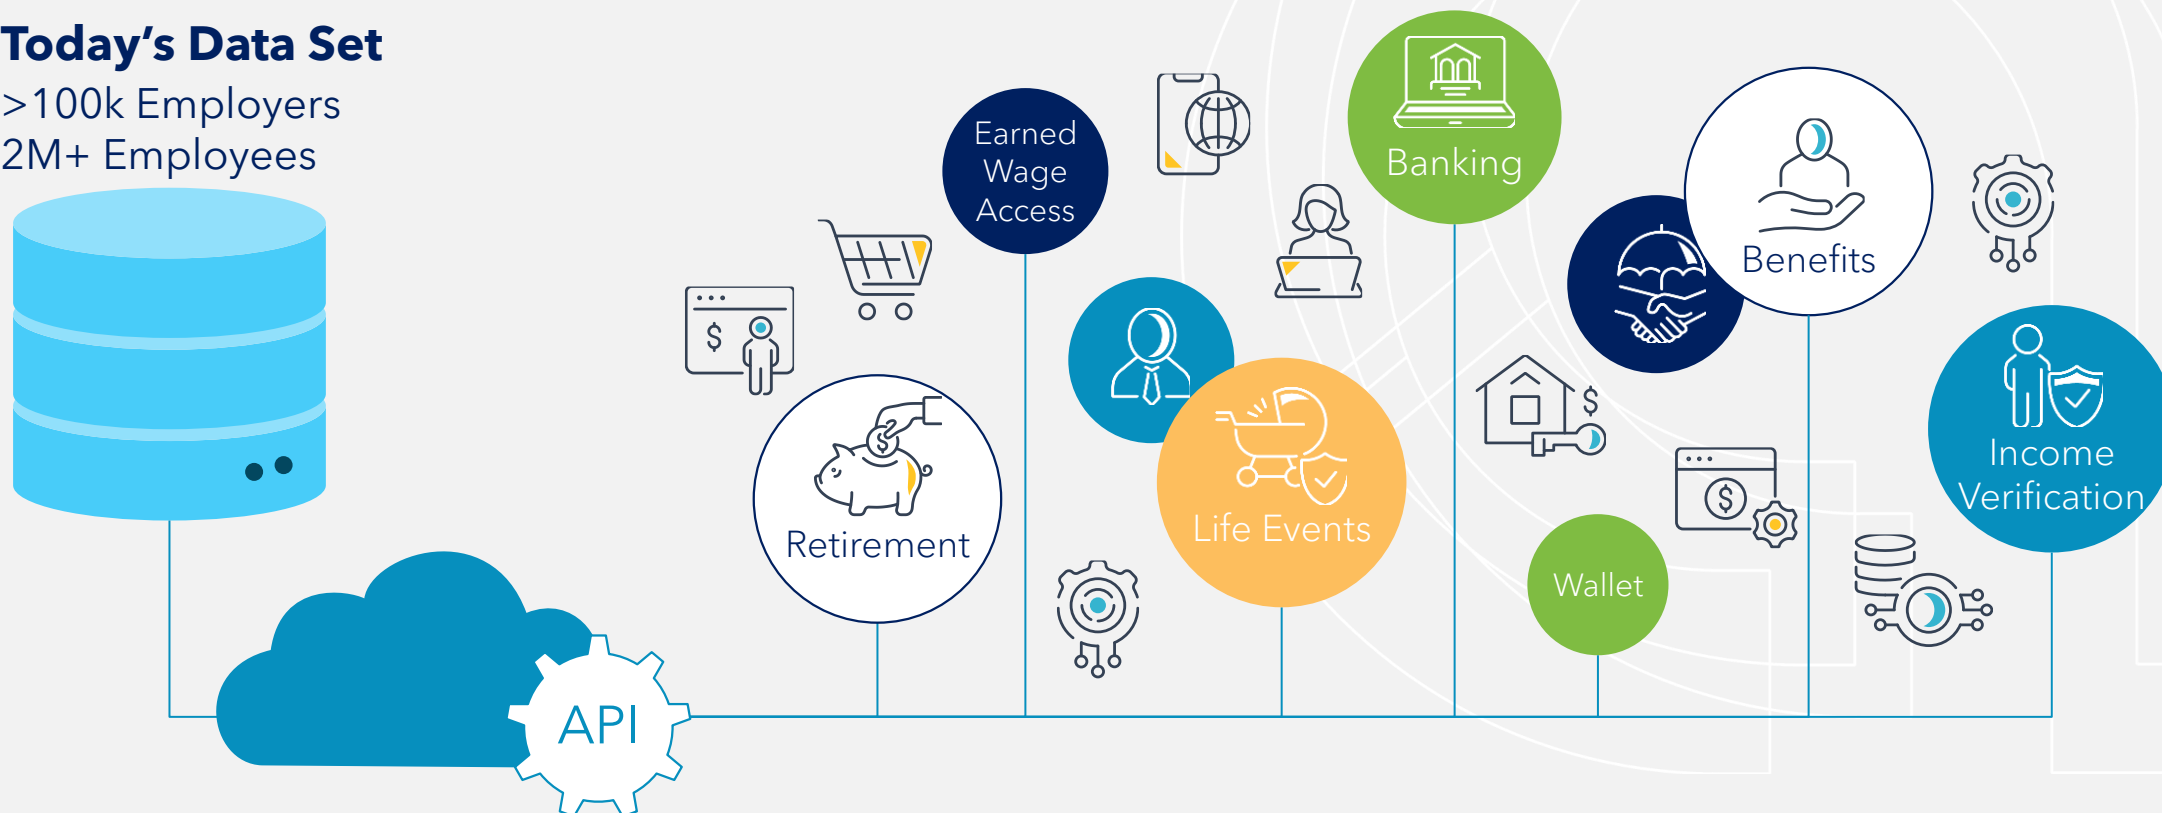 Today's Data Set
>100k Employers
2M+ Employees
Earned
Wage
Access
Banking
Benefits
Retirement
Life Events
Wallet
Income
Verification
API
$
$
$
$